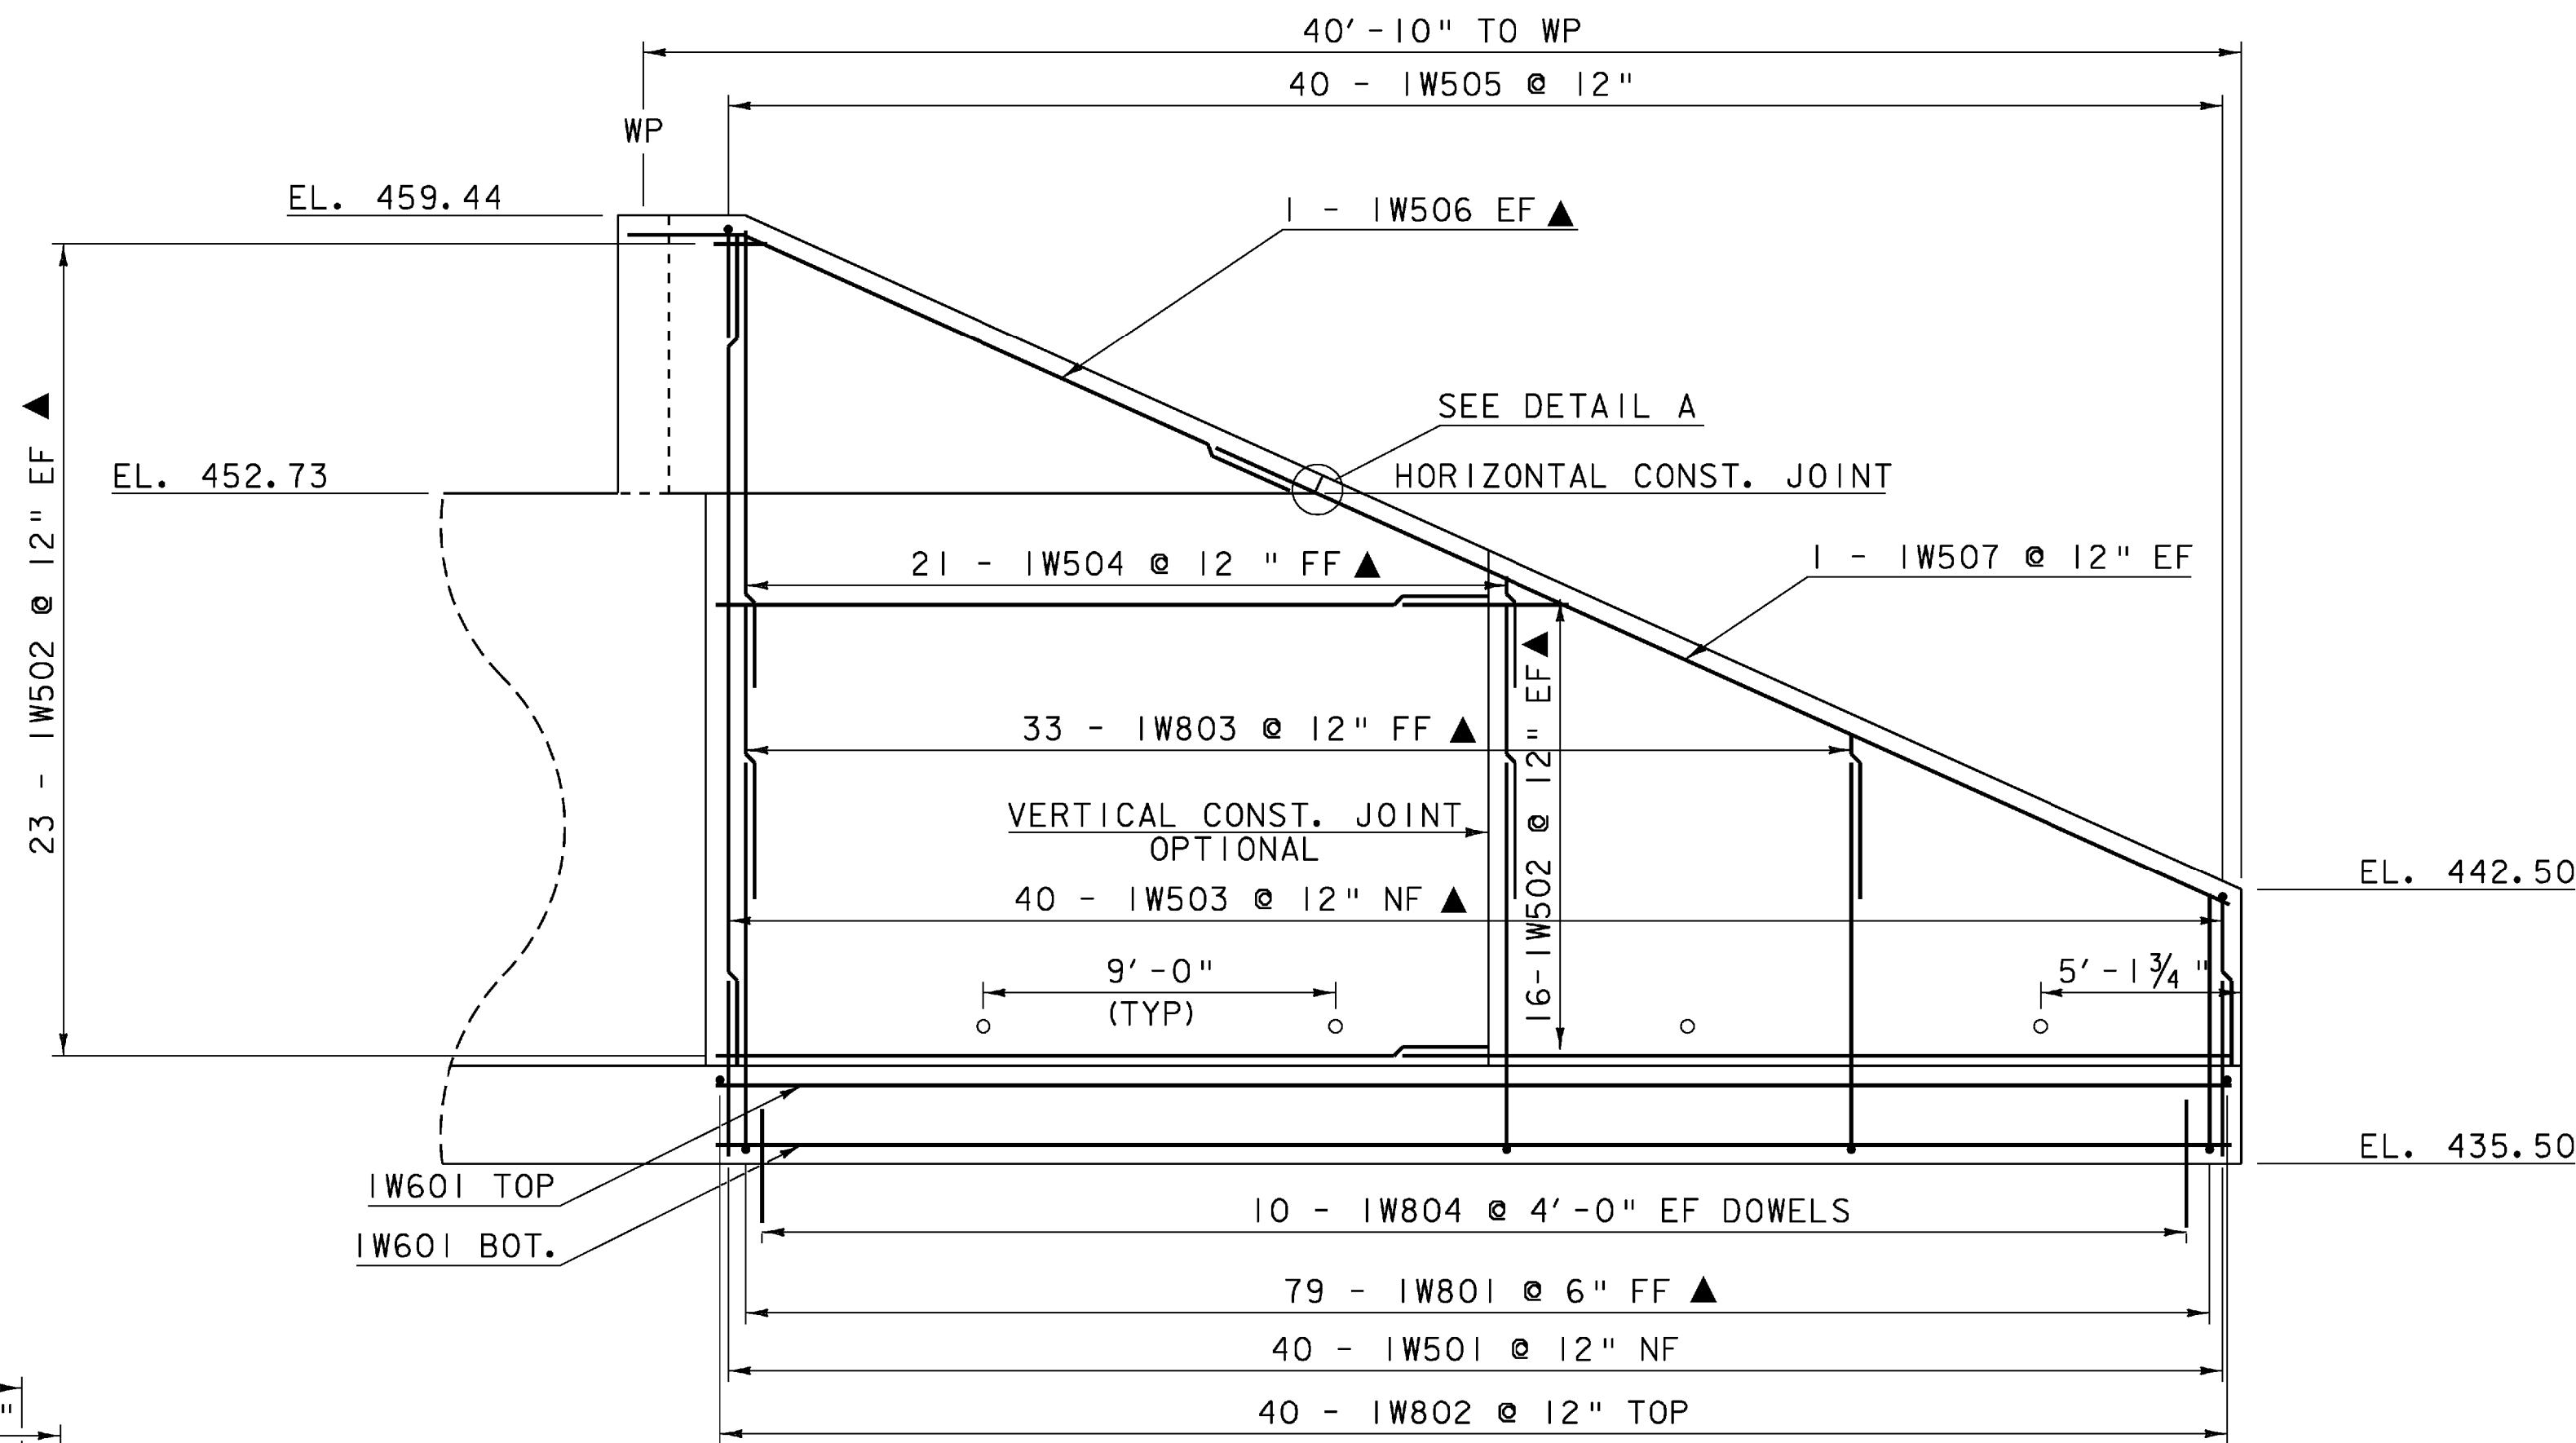 40'-10" TO WP
40 - 1W505 @ 12"
WP
EL. 459.44
1 - 1W506 EF ▲
SEE DETAIL A
EL. 452.73
HORIZONTAL CONST. JOINT
23 - 1W502 @ 12" EF ▲
21 - 1W504 @ 12 " FF ▲
1 - 1W507 @ 12" EF
33 - 1W803 @ 12" FF ▲
16-1W502 @ 12" EF ▲
VERTICAL CONST. JOINT
OPTIONAL
40 - 1W503 @ 12" NF ▲
EL. 442.50
9'-0"
(TYP)
5'-1 3/4 "
EL. 435.50
1W601 TOP
1W601 BOT.
10 - 1W804 @ 4'-0" EF DOWELS
79 - 1W801 @ 6" FF ▲
40 - 1W501 @ 12" NF
40 - 1W802 @ 12" TOP
"